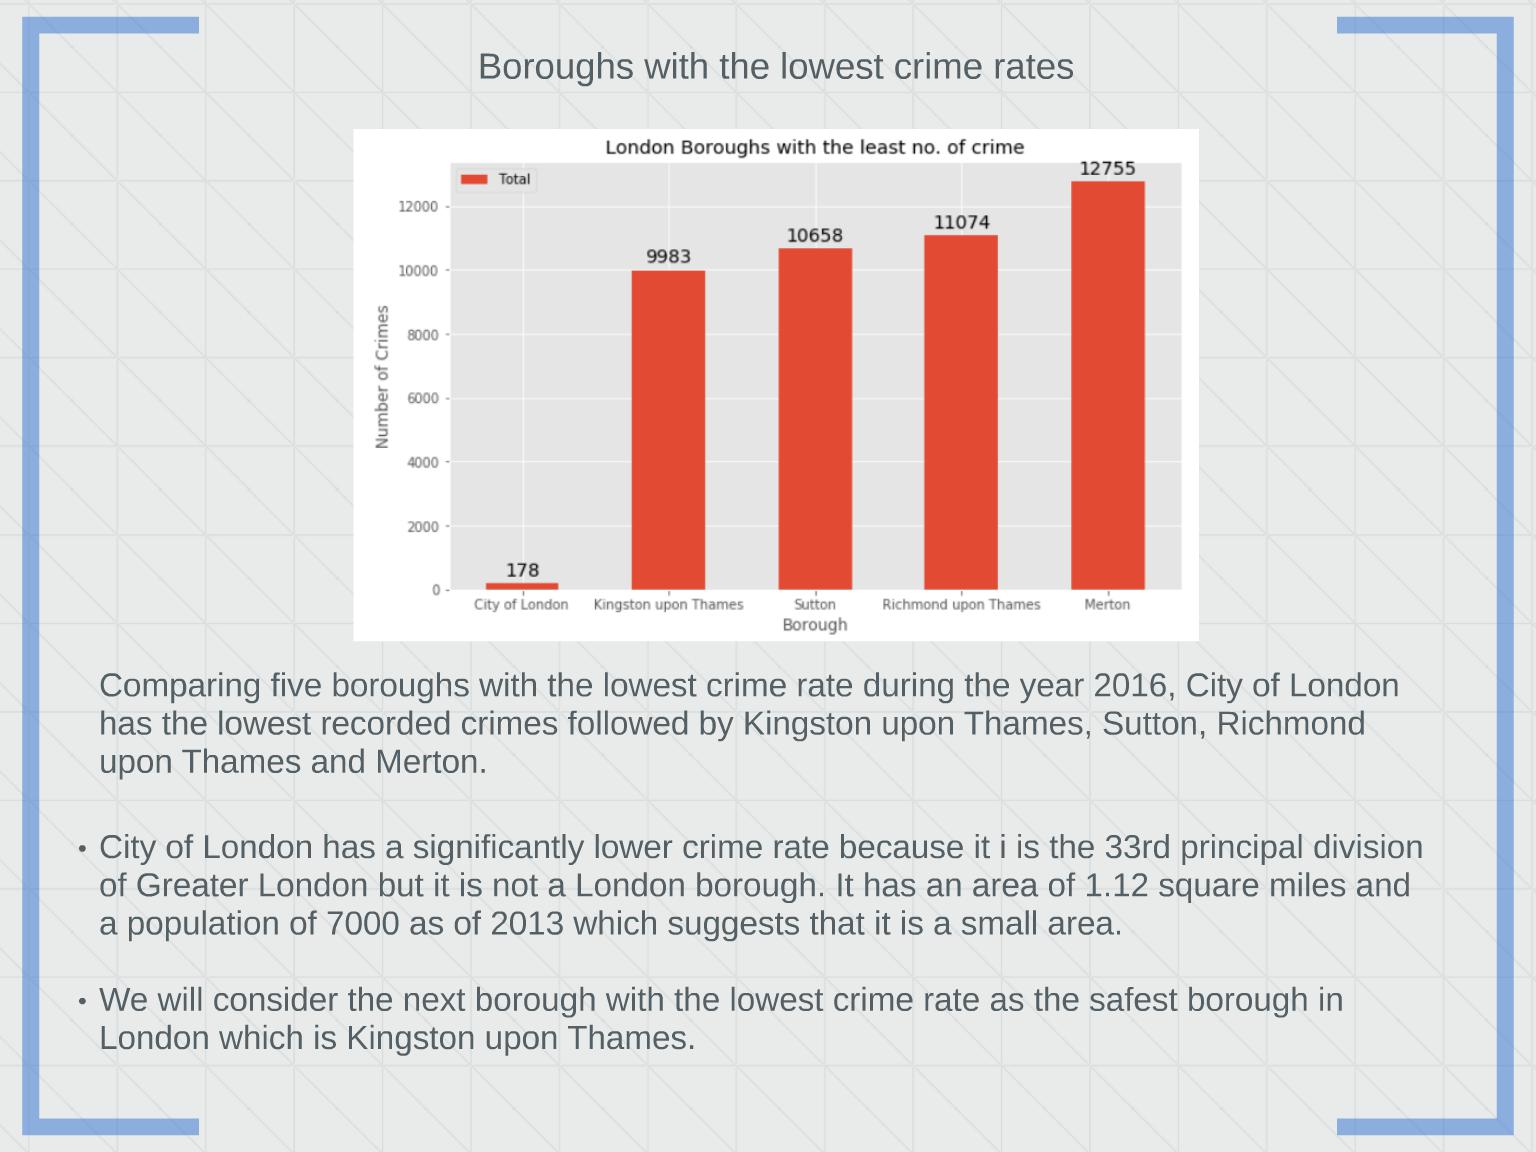 Boroughs with the lowest crime rates
London Boroughs with the least no. of crime
Total
12755
11074
10658
9983
178
12000
10000
8000
6000
4000
2000
0
Number of Crimes
City of London
Kingston upon Thames
Sutton
Richmond upon Thames
Merton
Borough
Comparing five boroughs with the lowest crime rate during the year 2016, City of London
has the lowest recorded crimes followed by Kingston upon Thames, Sutton, Richmond
upon Thames and Merton.
• City of London has a significantly lower crime rate because it i is the 33rd principal division
of Greater London but it is not a London borough. It has an area of 1.12 square miles and
a population of 7000 as of 2013 which suggests that it is a small area.
• We will consider the next borough with the lowest crime rate as the safest borough in
London which is Kingston upon Thames.